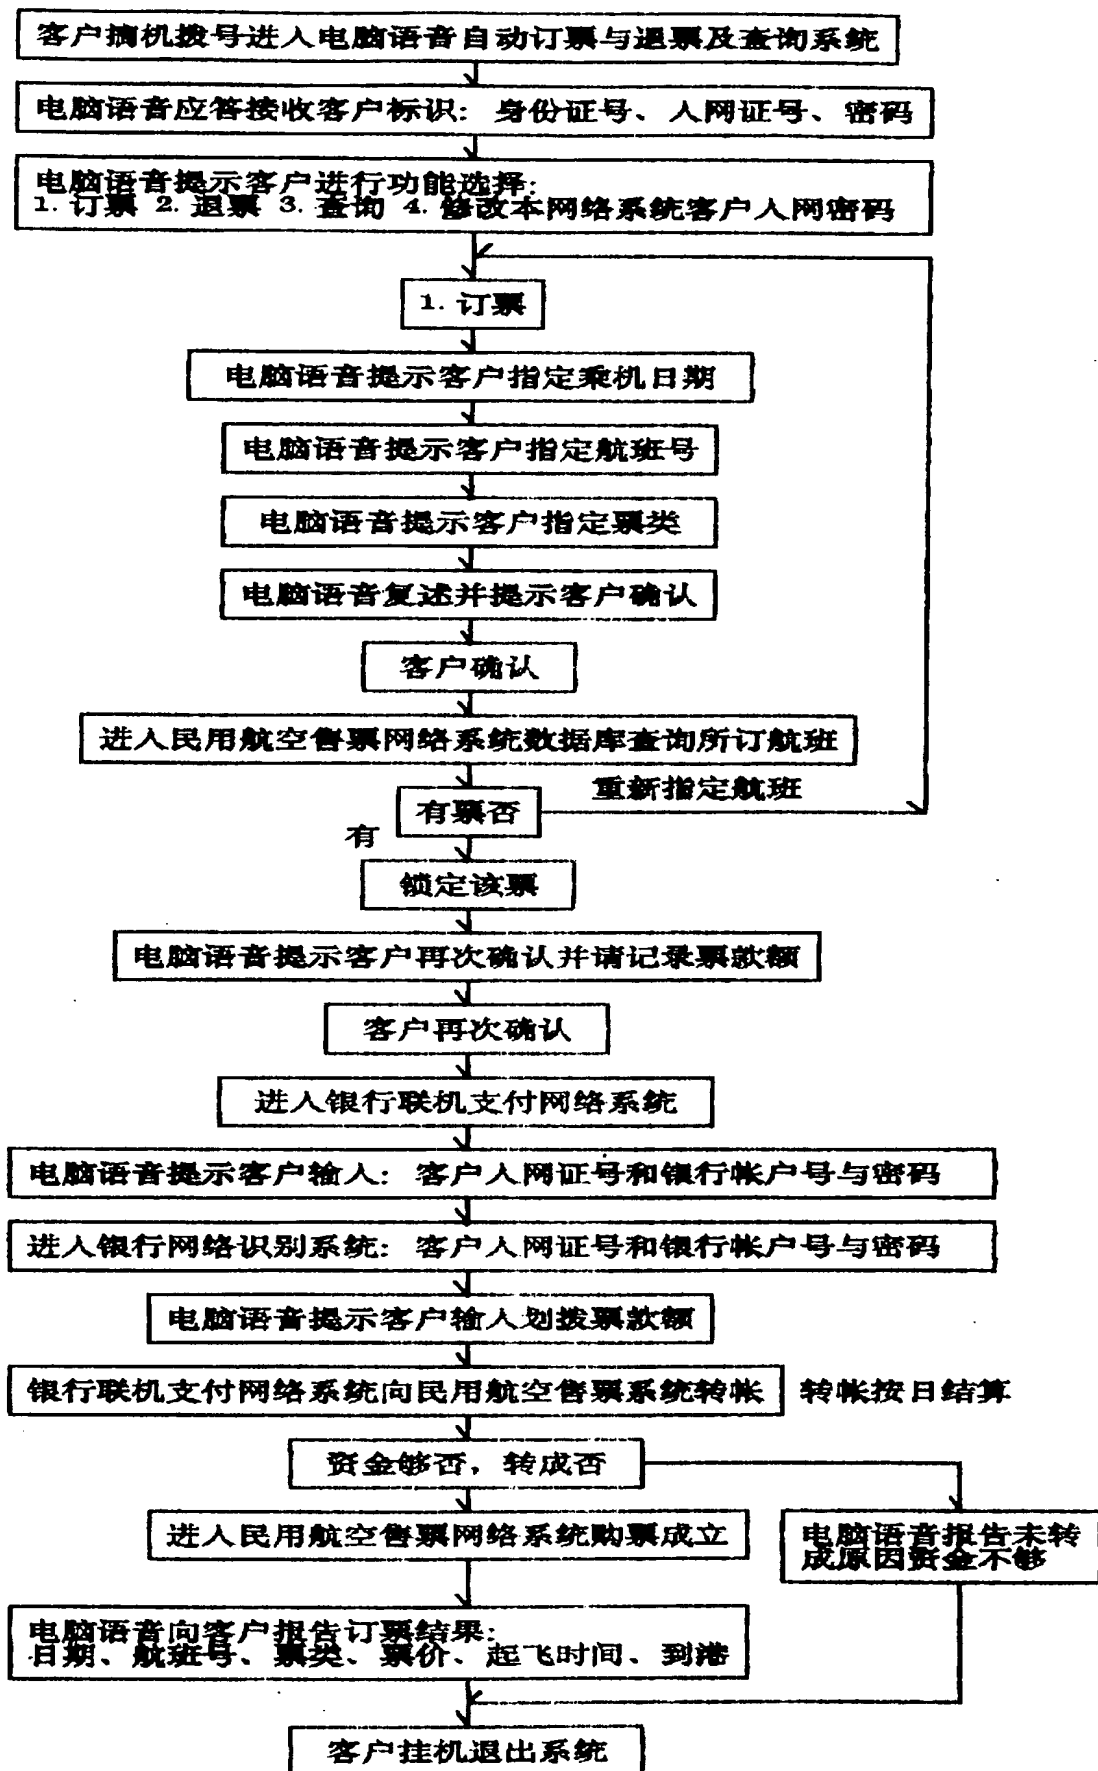 客户摘机拨号进入电脑语音自动订票与退票及查询系统
电脑语音应答接收客户标识：身份证号、人网证号、密码
电脑语音提示客户进行功能选择：
1. 订票 2. 退票 3. 查询 4. 修改本网络系统客户人网密码
1. 订票
电脑语音提示客户指定乘机日期
电脑语音提示客户指定航班号
电脑语音提示客户指定票类
电脑语音复述并提示客户确认
客户确认
进入民用航空售票网络系统数据库查询所订航班
重新指定航班
有票否
有
锁定该票
电脑语音提示客户再次确认并请记录票款额
客户再次确认
进入银行联机支付网络系统
电脑语音提示客户输入：客户人网证号和银行帐户号与密码
进入银行网络识别系统：客户人网证号和银行帐户号与密码
电脑语音提示客户输入划拨票款额
银行联机支付网络系统向民用航空售票系统转帐
转帐按日结算
资金够否，转成否
进入民用航空售票网络系统购票成立
电脑语音报告未转
成原因资金不够
电脑语音向客户报告订票结果：
日期、航班号、票类、票价、起飞时间、到港
客户挂机退出系统